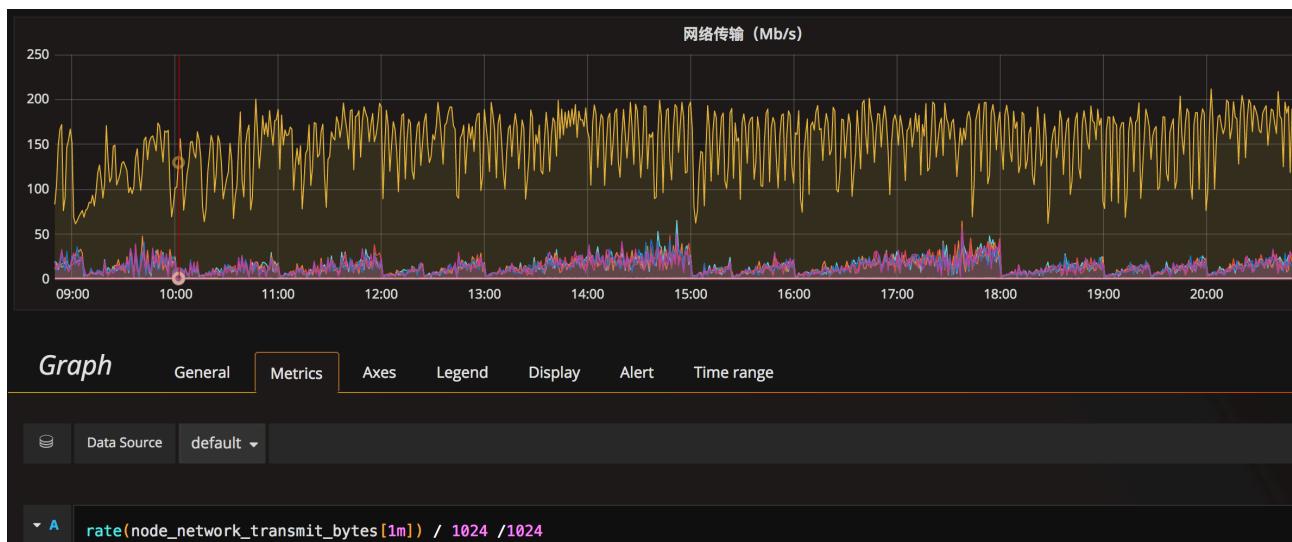 网络传输（Mb/s）
250
200
150
100
50
0
09:00 10:00 11:00 12:00 13:00 14:00 15:00 16:00 17:00 18:00 19:00 20:00
Graph General Metrics Axes Legend Display Alert Time range
Data Source default
A rate(node_network_transmit_bytes[1m]) / 1024 /1024